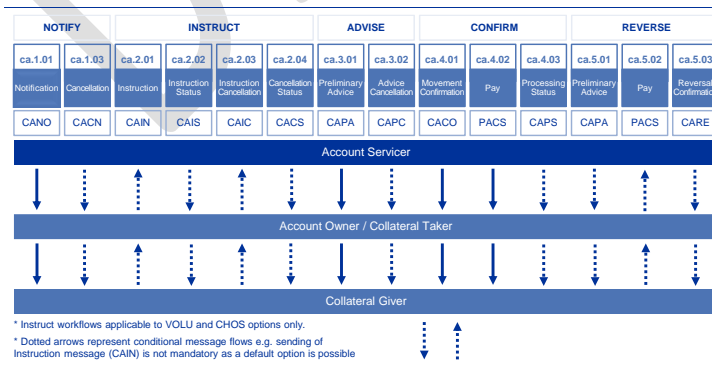 NOTIFY INSTRUCT ADVISE CONFIRM REVERSE
ca.1.01 ca.1.03 ca.2.01 ca.2.02 ca.2.03 ca.2.04 ca.3.01 ca.3.02 ca.4.01 ca.4.02 ca.4.03 ca.5.01 ca.5.02 ca.5.03
Notification Cancellation Instruction Instruction Status Instruction Cancellation Cancellation Status Preliminary Advice Advice Cancellation Movement Confirmation Pay Processing Status Preliminary Advice Pay Reversal Confirmatio
CANO CACN CAIN CAIS CAIC CACS CAPA CAPC CACO PACS CAPS CAPA PACS CARE
Account Servicer
Account Owner / Collateral Taker
Collateral Giver
* Instruct workflows applicable to VOLU and CHOS options only.
* Dotted arrows represent conditional message flows e.g. sending of
Instruction message (CAIN) is not mandatory as a default option is possible